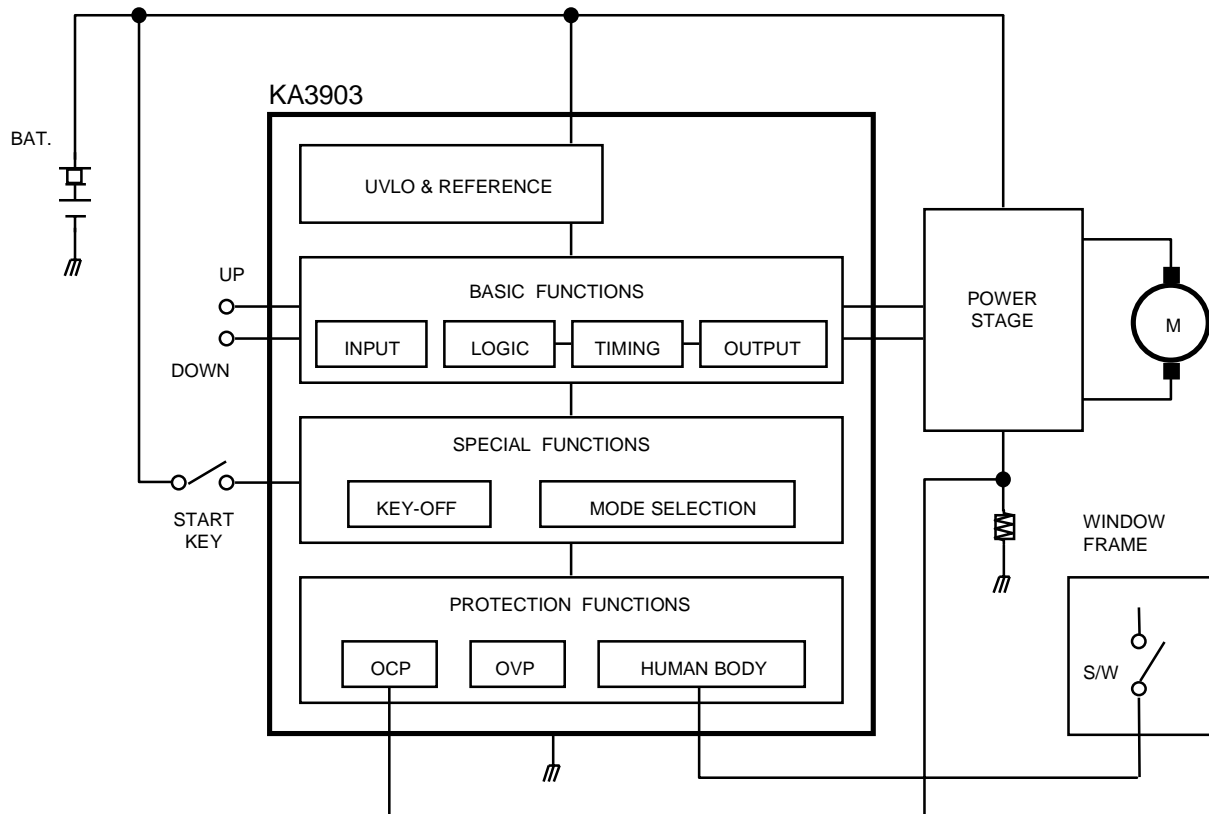 KA3903
BAT.
UVLO & REFERENCE
UP
DOWN
BASIC FUNCTIONS
INPUT
LOGIC
TIMING
OUTPUT
POWER
STAGE
M
SPECIAL FUNCTIONS
KEY-OFF
MODE SELECTION
START
KEY
WINDOW
FRAME
PROTECTION FUNCTIONS
OCP
OVP
HUMAN BODY
S/W